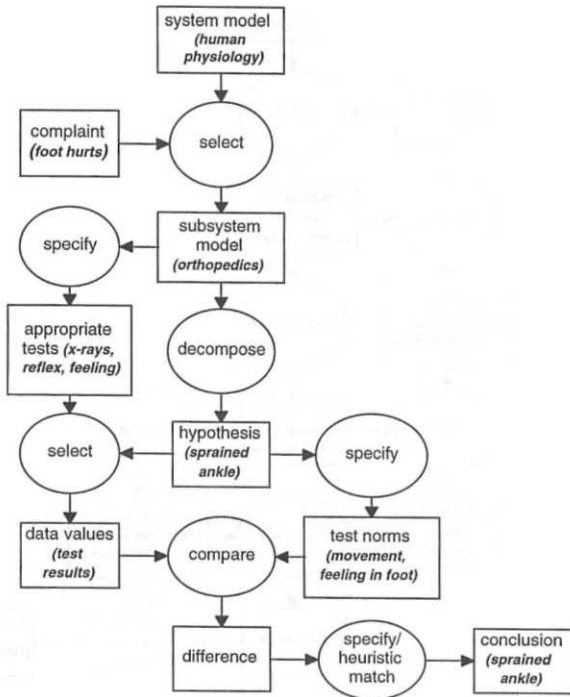 system model
(human
physiology)
complaint
(foot hurts)
select
specify
subsystem
model
(orthopedics)
appropriate
tests (x-rays,
reflex, feeling)
decompose
select
hypothesis
(sprained
ankle)
specify
data values
(test
results)
compare
test norms
(movement,
feeling in foot)
difference
specify/
heuristic
match
conclusion
(sprained
ankle)